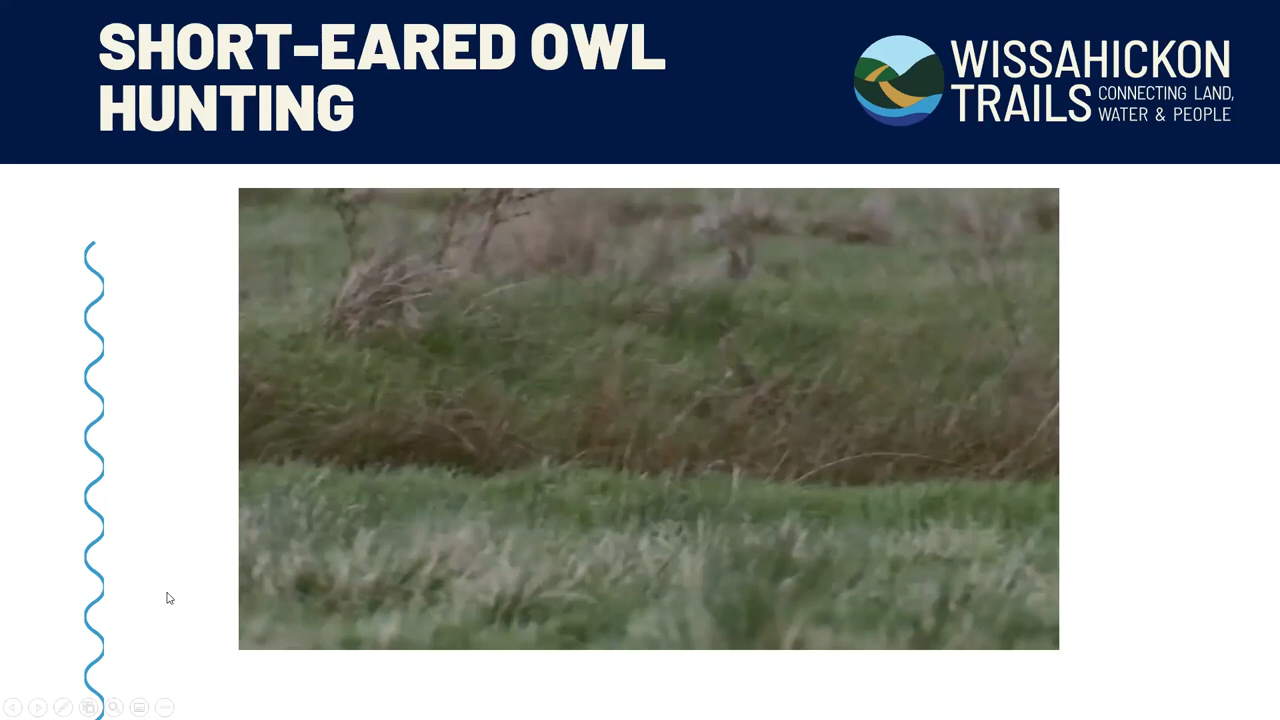 SHORT-EARED OWL
HUNTING
WISSAHICKON
TRAILS CONNECTING LAND,
WATER & PEOPLE